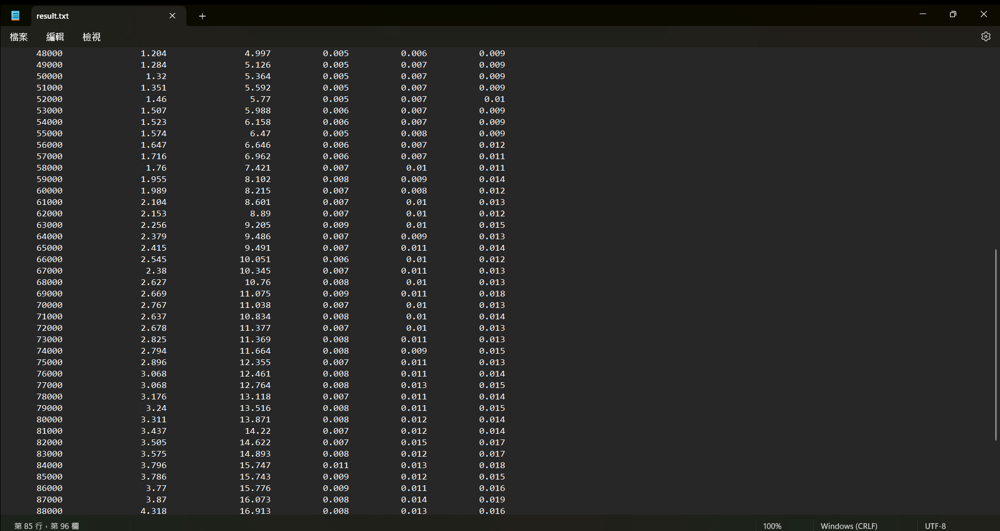 result.txt
檔案 編輯 檢視
48000 1.204 4.997 0.005 0.006 0.009
49000 1.284 5.126 0.005 0.007 0.009
50000 1.32 5.364 0.005 0.007 0.009
51000 1.351 5.592 0.005 0.007 0.009
52000 1.46 5.77 0.005 0.007 0.01
53000 1.507 5.988 0.006 0.007 0.009
54000 1.523 6.158 0.006 0.007 0.009
55000 1.574 6.47 0.005 0.008 0.009
56000 1.647 6.646 0.006 0.007 0.012
57000 1.716 6.962 0.006 0.007 0.011
58000 1.76 7.421 0.007 0.01 0.011
59000 1.955 8.102 0.008 0.009 0.014
60000 1.989 8.215 0.007 0.008 0.012
61000 2.104 8.601 0.007 0.01 0.013
62000 2.153 8.89 0.007 0.01 0.012
63000 2.256 9.205 0.009 0.01 0.015
64000 2.379 9.486 0.007 0.009 0.013
65000 2.415 9.491 0.007 0.011 0.014
66000 2.545 10.051 0.006 0.01 0.012
67000 2.38 10.345 0.007 0.011 0.013
68000 2.627 10.76 0.008 0.01 0.013
69000 2.669 11.075 0.009 0.011 0.018
70000 2.767 11.038 0.007 0.01 0.013
71000 2.637 10.834 0.008 0.01 0.014
72000 2.678 11.377 0.007 0.01 0.013
73000 2.825 11.369 0.008 0.011 0.013
74000 2.794 11.664 0.008 0.009 0.015
75000 2.896 12.355 0.007 0.011 0.013
76000 3.068 12.461 0.008 0.011 0.014
77000 3.068 12.764 0.008 0.013 0.015
78000 3.176 13.118 0.007 0.011 0.014
79000 3.24 13.516 0.008 0.011 0.015
80000 3.311 13.871 0.008 0.012 0.014
81000 3.437 14.22 0.007 0.012 0.014
82000 3.505 14.622 0.007 0.015 0.017
83000 3.575 14.893 0.008 0.012 0.017
84000 3.796 15.747 0.011 0.013 0.018
85000 3.786 15.743 0.009 0.012 0.015
86000 3.77 15.776 0.009 0.011 0.016
87000 3.87 16.073 0.008 0.014 0.019
88000 4.318 16.913 0.008 0.013 0.016
第 85 行，第 96 欄 100% Windows (CRLF) UTF-8